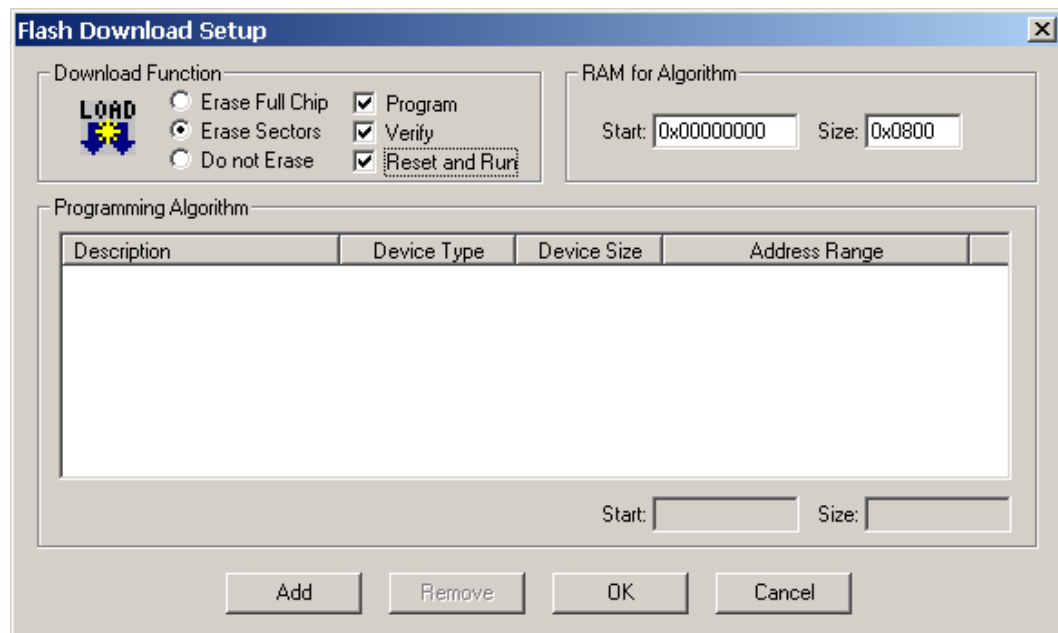 Flash Download Setup
Download Function
LOAD
Erase Full Chip
Erase Sectors
Do not Erase
Program
Verify
Reset and Run
RAM for Algorithm
Start: 0x00000000 Size: 0x0800
Programming Algorithm
Description Device Type Device Size Address Range
Start: Size:
Add Remove OK Cancel